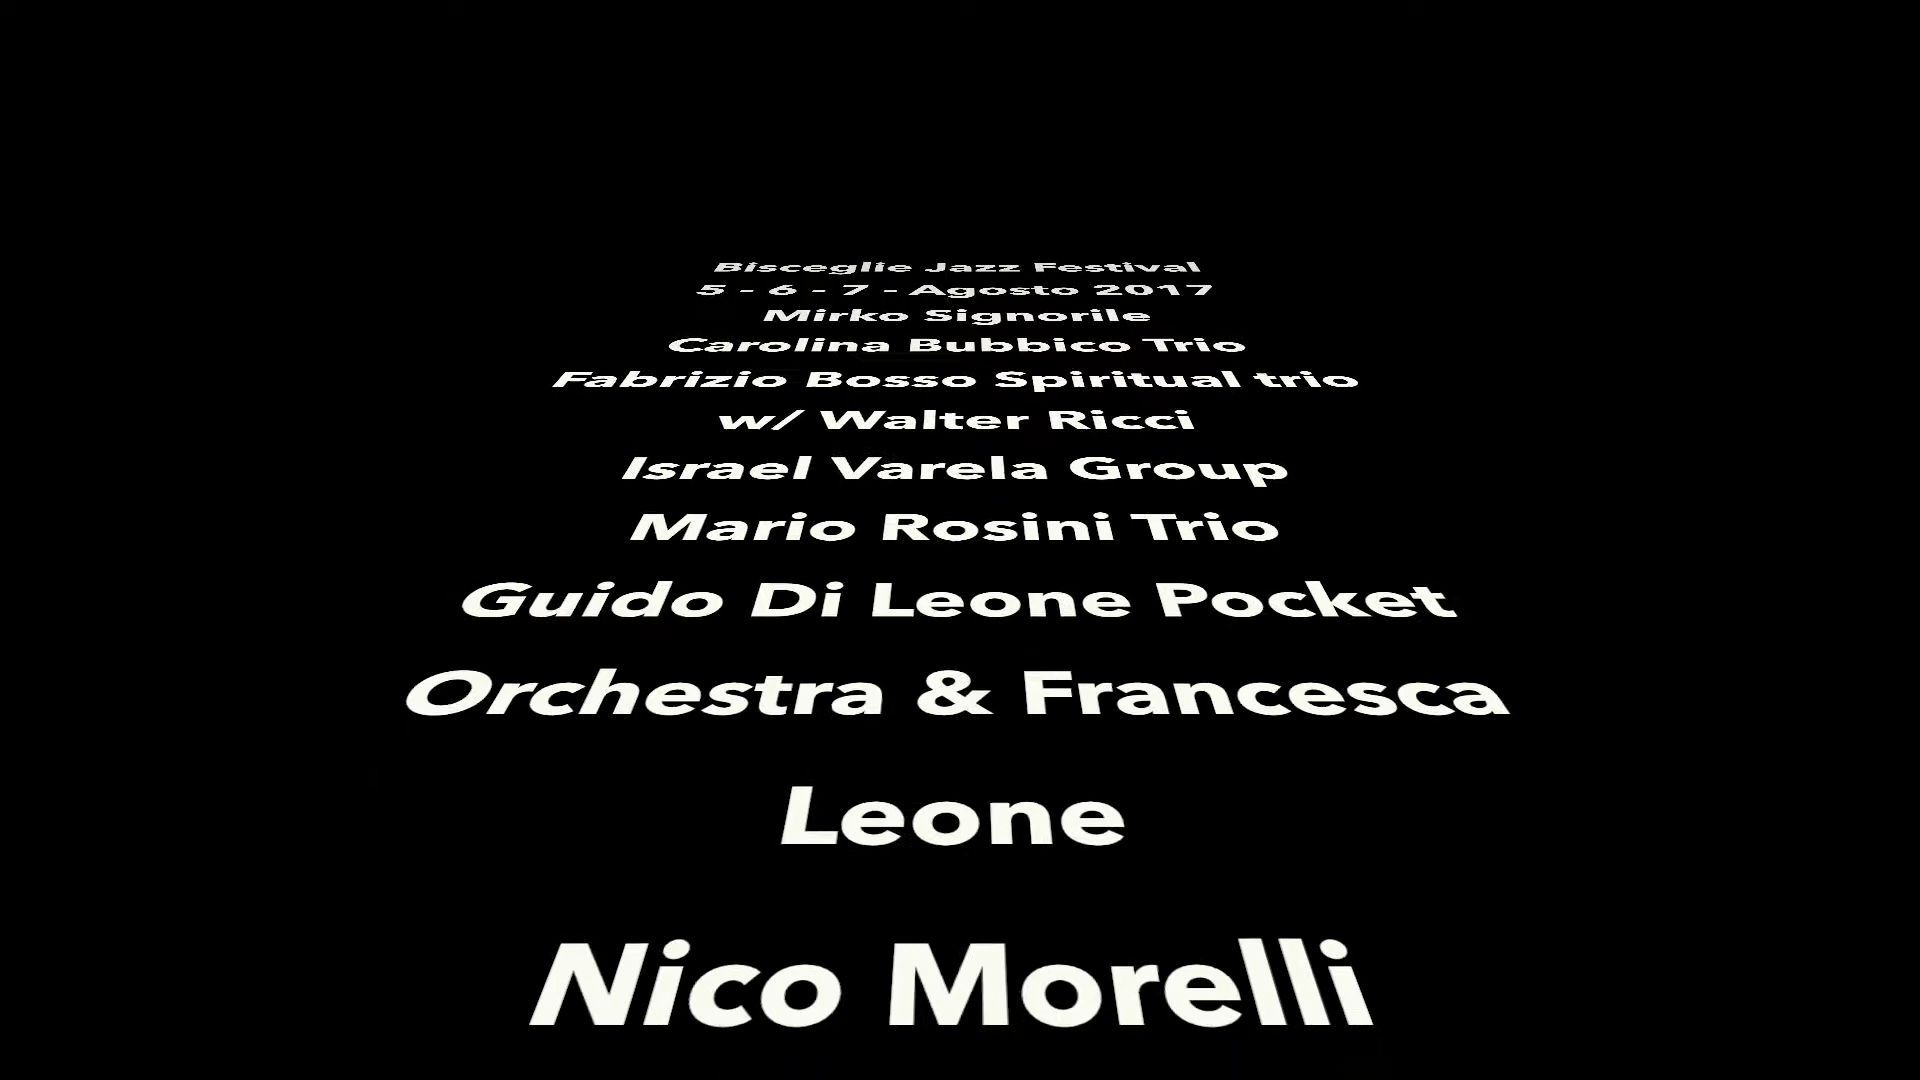 Bisceglie Jazz Festival
5 - 6 - 7 - Agosto 2017
Mirko Signorile
Carolina Bubbico Trio
Fabrizio Bosso Spiritual trio
w/ Walter Ricci
Israel Varela Group
Mario Rosini Trio
Guido Di Leone Pocket
Orchestra & Francesca
Leone
Nico Morelli